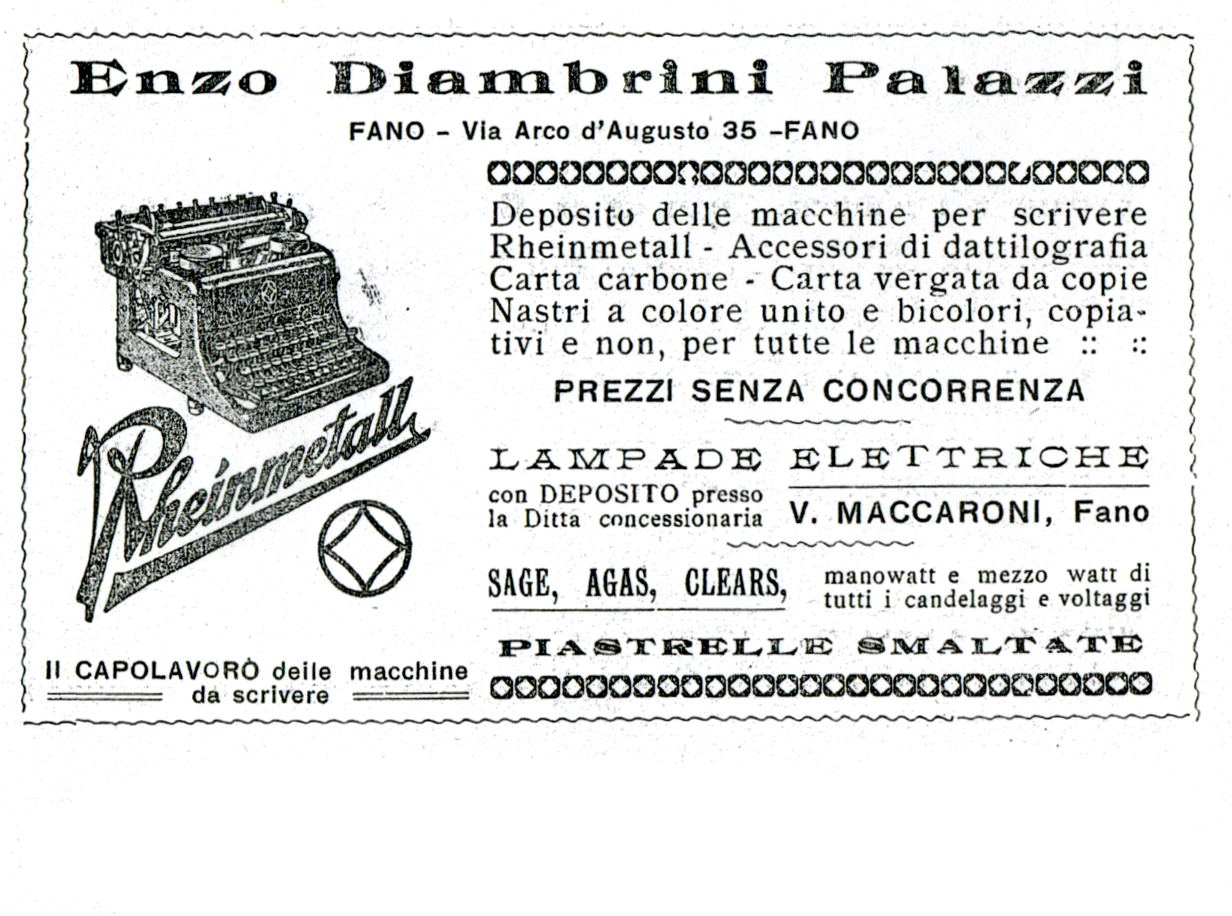 Enzo Diambrini Palazzi
FANO - Via Arco d'Augusto 35 -FANO
Deposito delle macchine per scrivere
Rheinmetall - Accessori di dattilografia
Carta carbone - Carta vergata da copie
Nastri a colore unito e bicolori, copia-
tivi e non, per tutte le macchine :: ::
PREZZI SENZA CONCORRENZA
LAMPADE ELETTRICHE
con DEPOSITO presso
la Ditta concessionaria
V. MACCARONI, Fano
SAGE, AGAS, CLEARS,
manowatt e mezzo watt di
tutti i candelaggi e voltaggi
PIASTRELLE SMALTATE
Rheinmetall
Il CAPOLAVORÒ deile macchine
da scrivere